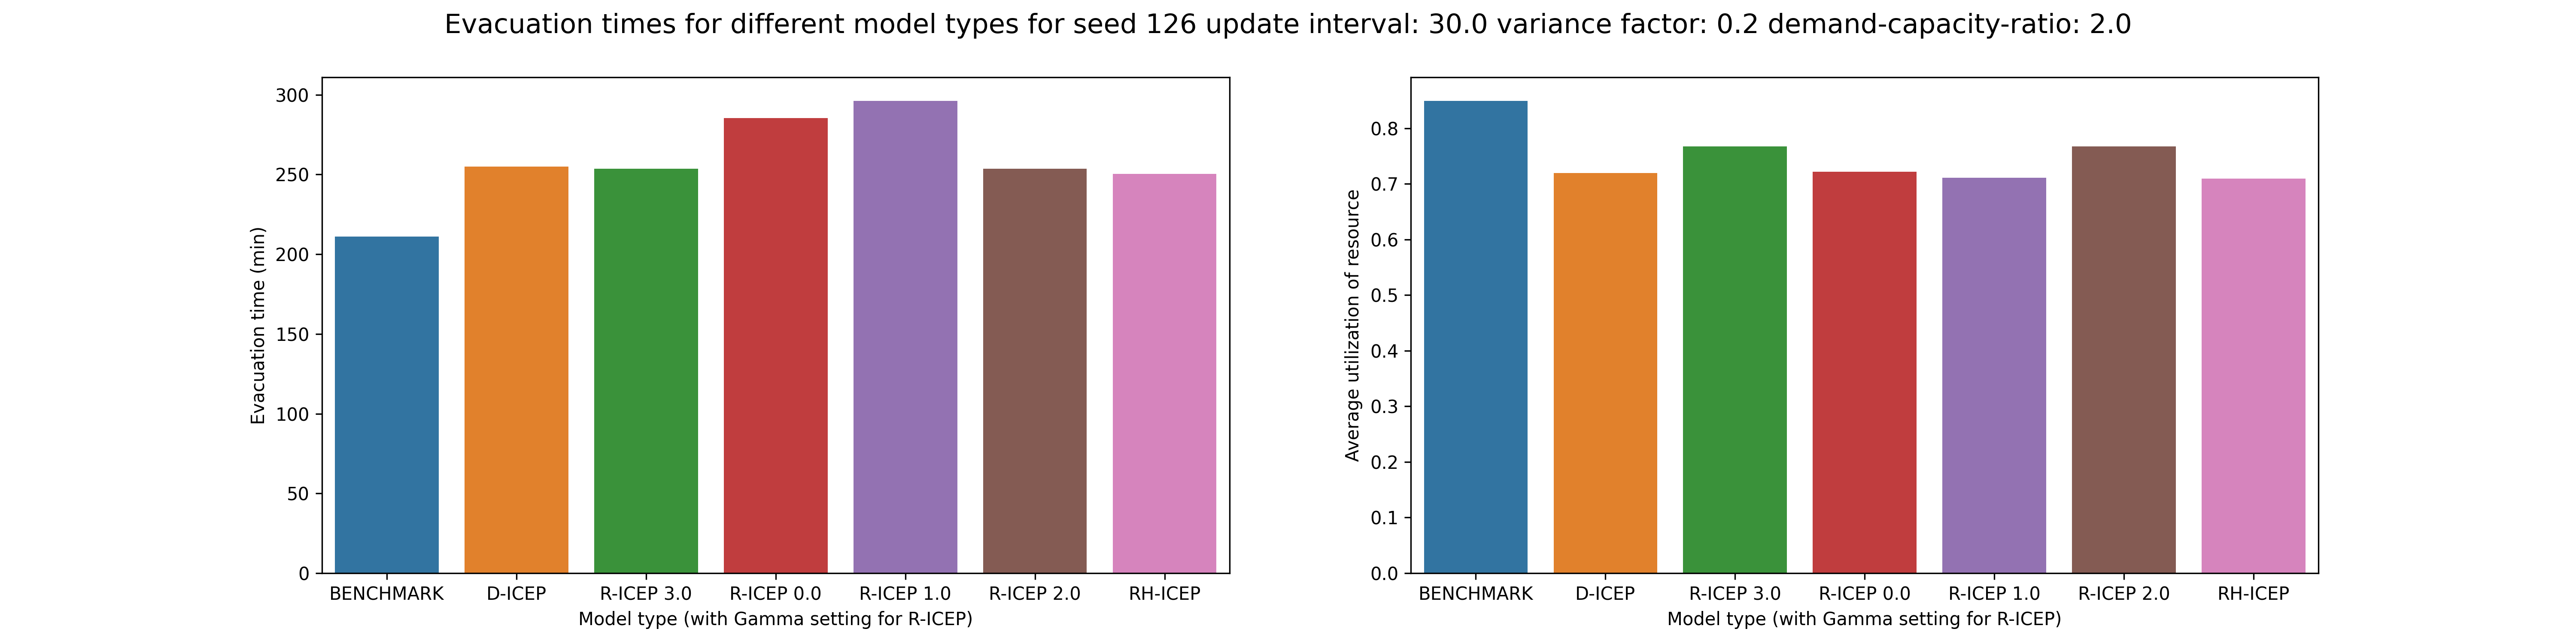 Evacuation times for different model types for seed 126 update interval: 30.0 variance factor: 0.2 demand-capacity-ratio: 2.0
Evacuation time (min)
300
250
200
150
100
50
0
BENCHMARK D-ICEP R-ICEP 3.0 R-ICEP 0.0 R-ICEP 1.0 R-ICEP 2.0 RH-ICEP
Model type (with Gamma setting for R-ICEP)
Average utilization of resource
0.8
0.7
0.6
0.5
0.4
0.3
0.2
0.1
0.0
BENCHMARK D-ICEP R-ICEP 3.0 R-ICEP 0.0 R-ICEP 1.0 R-ICEP 2.0 RH-ICEP
Model type (with Gamma setting for R-ICEP)